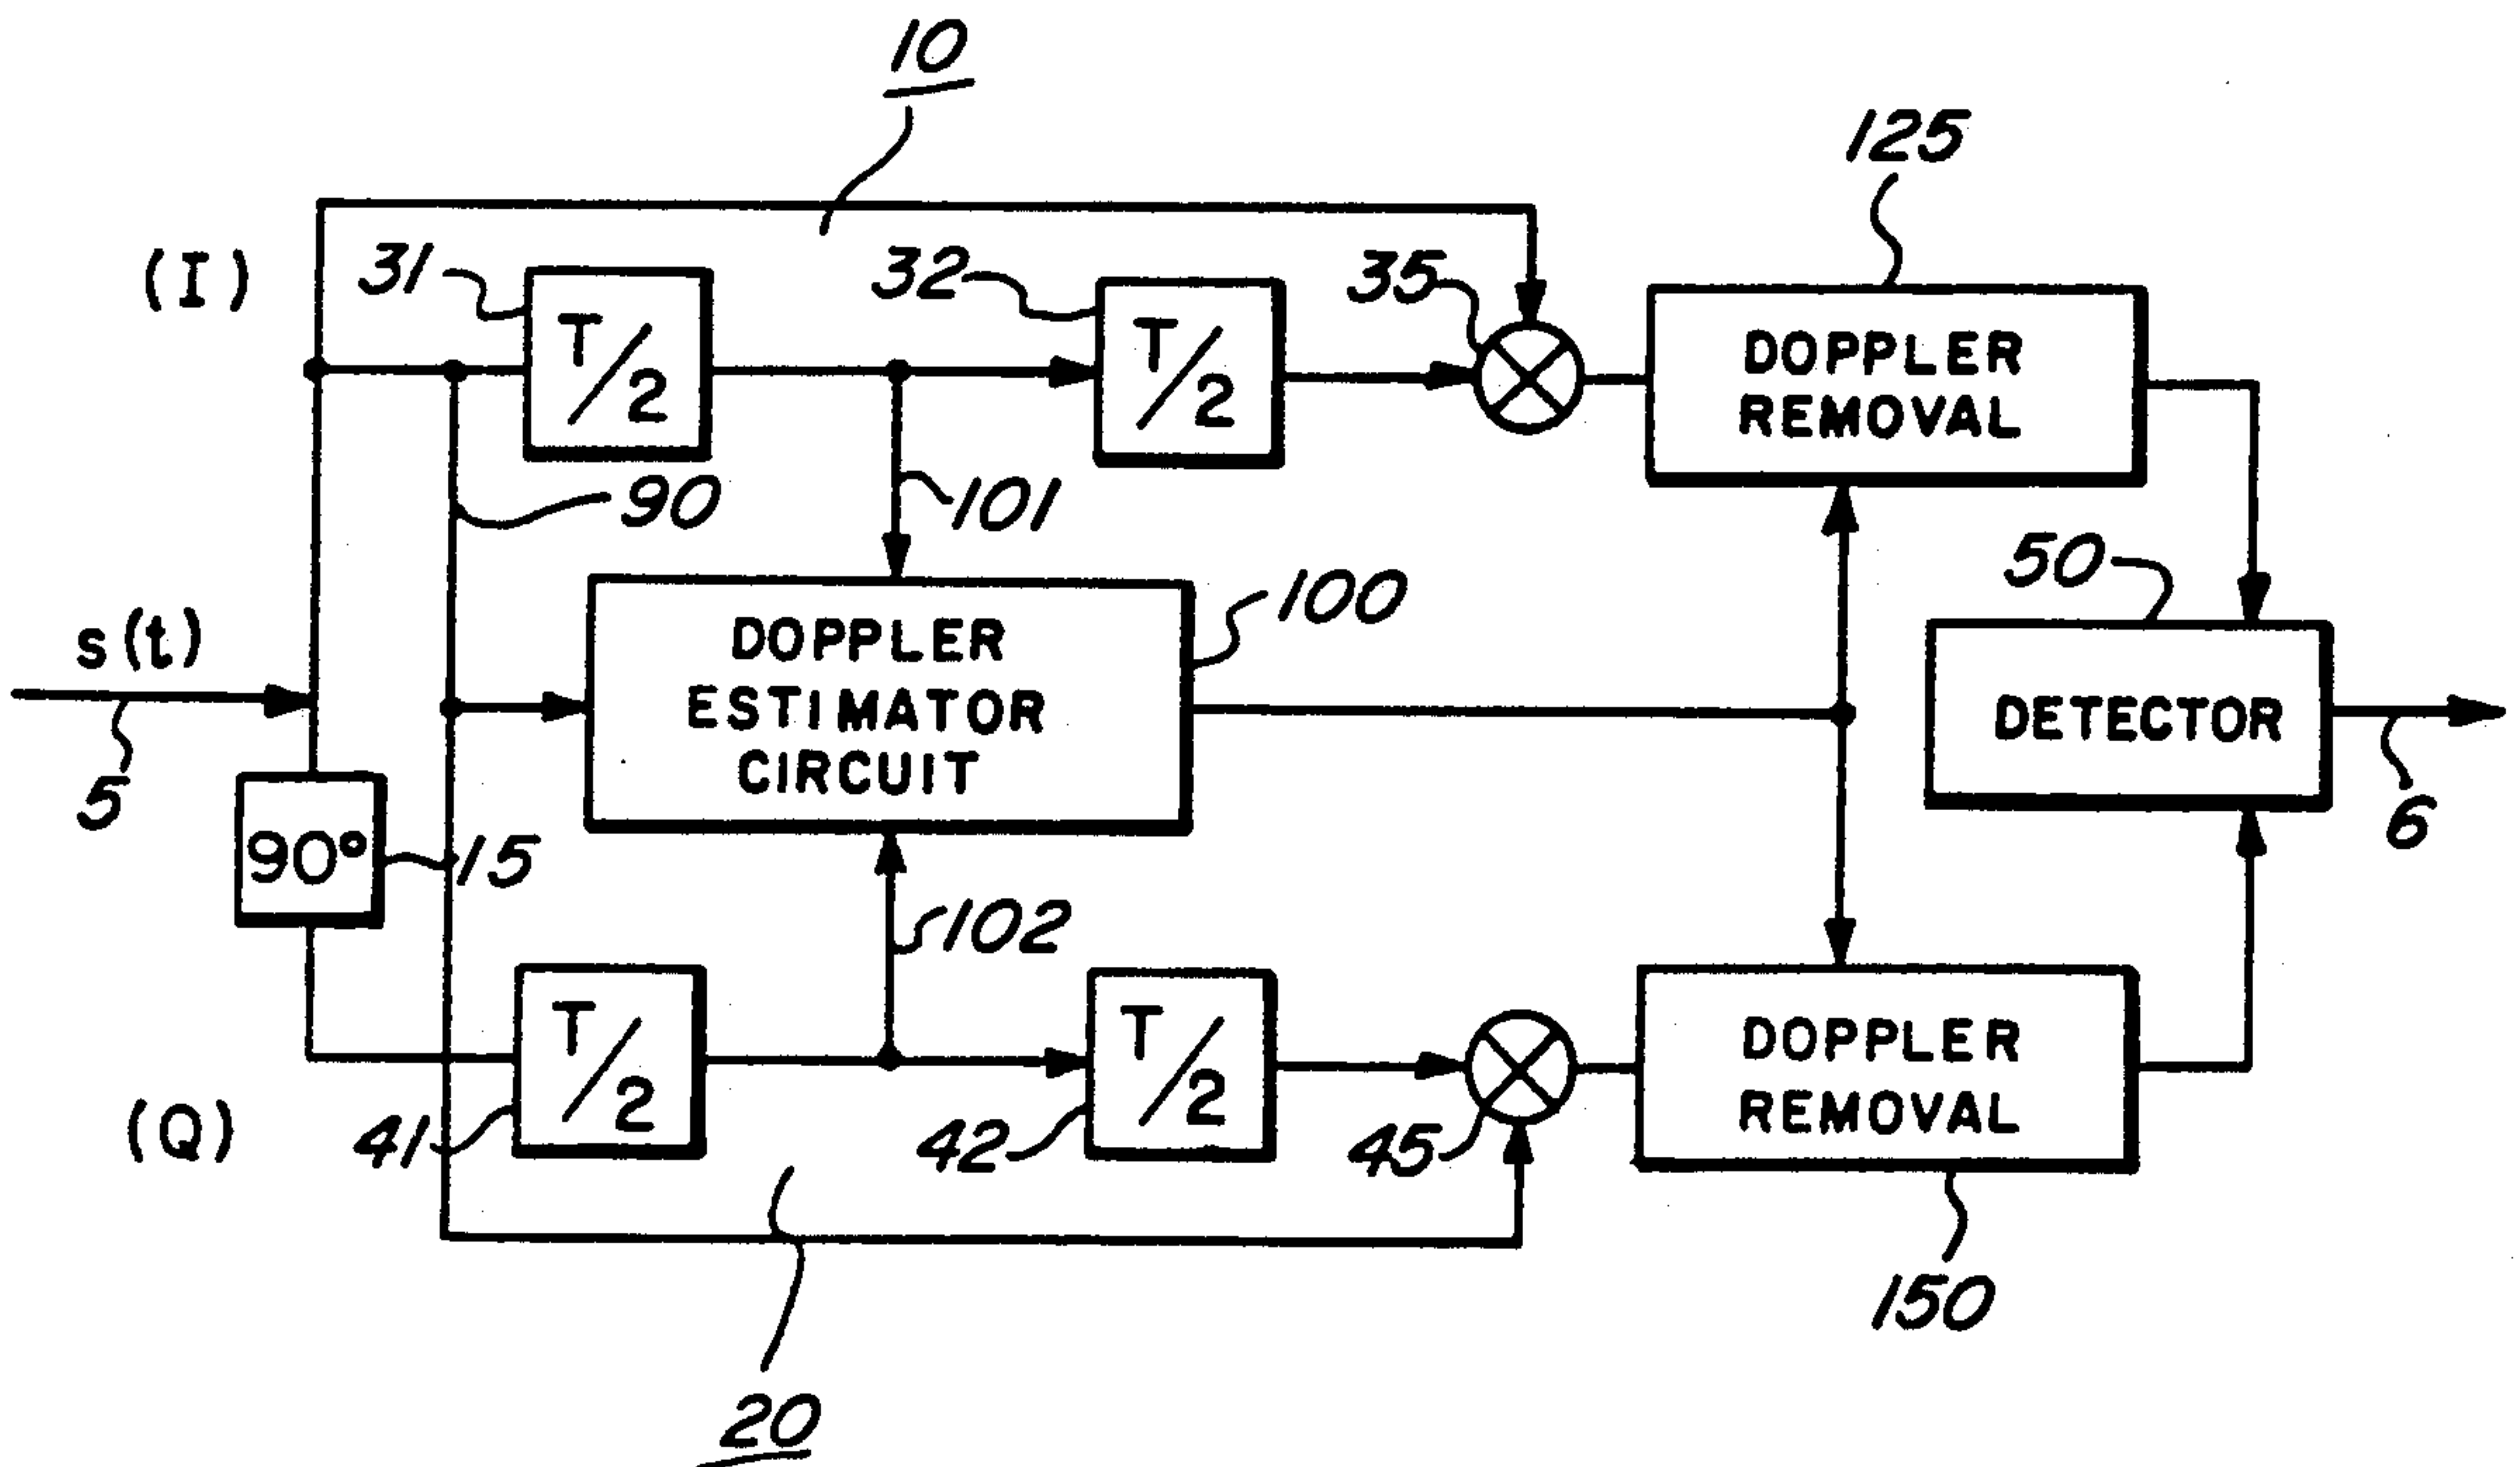 10
125
(I)
31
T/2
32
T/2
35
DOPPLER
REMOVAL
90
101
50
s(t)
5
DOPPLER
ESTIMATOR
CIRCUIT
100
DETECTOR
6
90°
15
102
(Q)
41
T/2
42
T/2
45
DOPPLER
REMOVAL
150
20